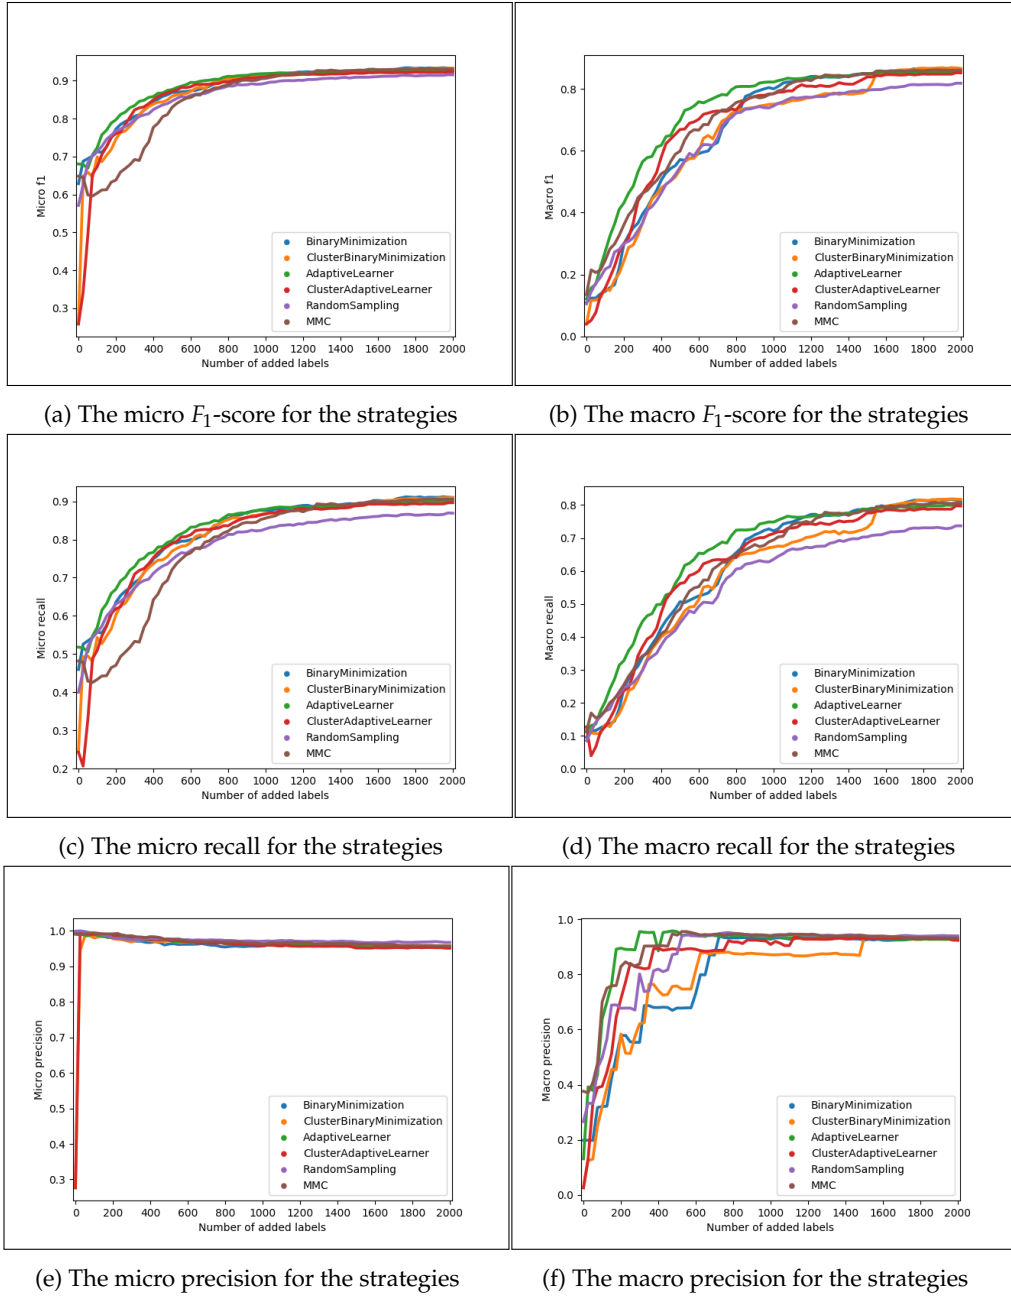 0.9
0.8
0.7
0.6
0.5
0.4
0.3
Micro f1
BinaryMinimization
ClusterBinaryMinimization
AdaptiveLearner
ClusterAdaptiveLearner
RandomSampling
MMC
0 200 400 600 800 1000 1200 1400 1600 1800 2000
Number of added labels
0.8
0.6
0.4
0.2
0.0
Macro f1
BinaryMinimization
ClusterBinaryMinimization
AdaptiveLearner
ClusterAdaptiveLearner
RandomSampling
MMC
0 200 400 600 800 1000 1200 1400 1600 1800 2000
Number of added labels
(a) The micro F1-score for the strategies
(b) The macro F1-score for the strategies
0.9
0.8
0.7
0.6
0.5
0.4
0.3
0.2
Micro recall
BinaryMinimization
ClusterBinaryMinimization
AdaptiveLearner
ClusterAdaptiveLearner
RandomSampling
MMC
0 200 400 600 800 1000 1200 1400 1600 1800 2000
Number of added labels
0.8
0.7
0.6
0.5
0.4
0.3
0.2
0.1
0.0
Macro recall
BinaryMinimization
ClusterBinaryMinimization
AdaptiveLearner
ClusterAdaptiveLearner
RandomSampling
MMC
0 200 400 600 800 1000 1200 1400 1600 1800 2000
Number of added labels
(c) The micro recall for the strategies
(d) The macro recall for the strategies
1.0
0.9
0.8
0.7
0.6
0.5
0.4
0.3
Micro precision
BinaryMinimization
ClusterBinaryMinimization
AdaptiveLearner
ClusterAdaptiveLearner
RandomSampling
MMC
0 200 400 600 800 1000 1200 1400 1600 1800 2000
Number of added labels
1.0
0.8
0.6
0.4
0.2
0.0
Macro precision
BinaryMinimization
ClusterBinaryMinimization
AdaptiveLearner
ClusterAdaptiveLearner
RandomSampling
MMC
0 200 400 600 800 1000 1200 1400 1600 1800 2000
Number of added labels
(e) The micro precision for the strategies
(f) The macro precision for the strategies